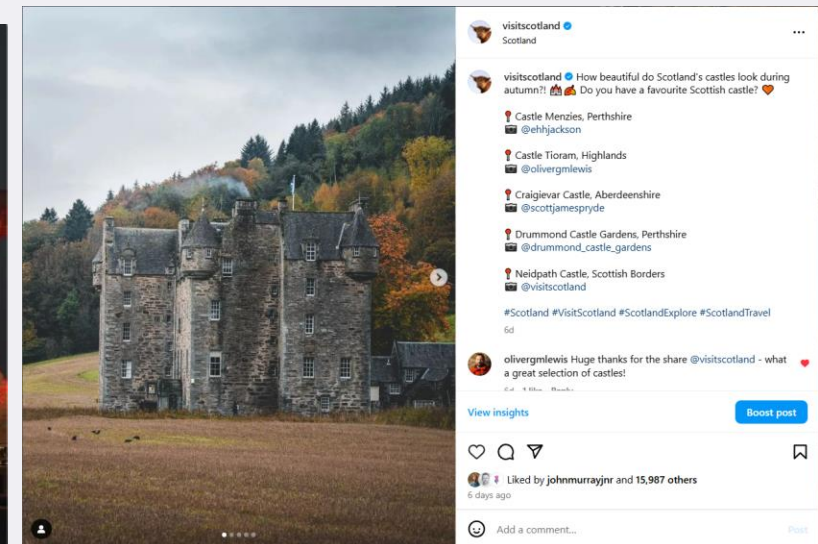 visitscotland
Scotland
visitscotland How beautiful do Scotland's castles look during
autumn?! 🏰🍂 Do you have a favourite Scottish castle? 🧡
📍 Castle Menzies, Perthshire
📷 @ehhjackson
📍 Castle Tioram, Highlands
📷 @olivergmlewis
📍 Craigievar Castle, Aberdeenshire
📷 @scottjamespryde
📍 Drummond Castle Gardens, Perthshire
📷 @drummond_castle_gardens
📍 Neidpath Castle, Scottish Borders
📷 @visitscotland
#Scotland #VisitScotland #ScotlandExplore #ScotlandTravel
6d
olivergmlewis Huge thanks for the share @visitscotland - what
a great selection of castles!
View insights
Boost post
Liked by johnmurrayjnr and 15,987 others
6 days ago
Add a comment...
Post